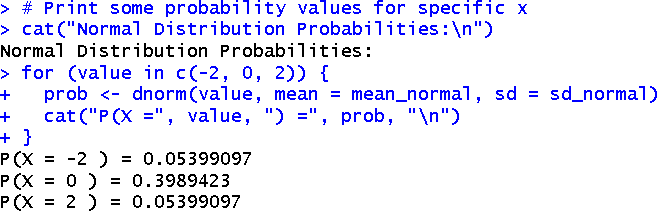 > # Print some probability values for specific x
> cat("Normal Distribution Probabilities:\n")
Normal Distribution Probabilities:
> for (value in c(-2, 0, 2)) {
+   prob <- dnorm(value, mean = mean_normal, sd = sd_normal)
+   cat("P(X =", value, ") =", prob, "\n")
+ }
P(X = -2 ) = 0.05399097
P(X = 0 ) = 0.3989423
P(X = 2 ) = 0.05399097